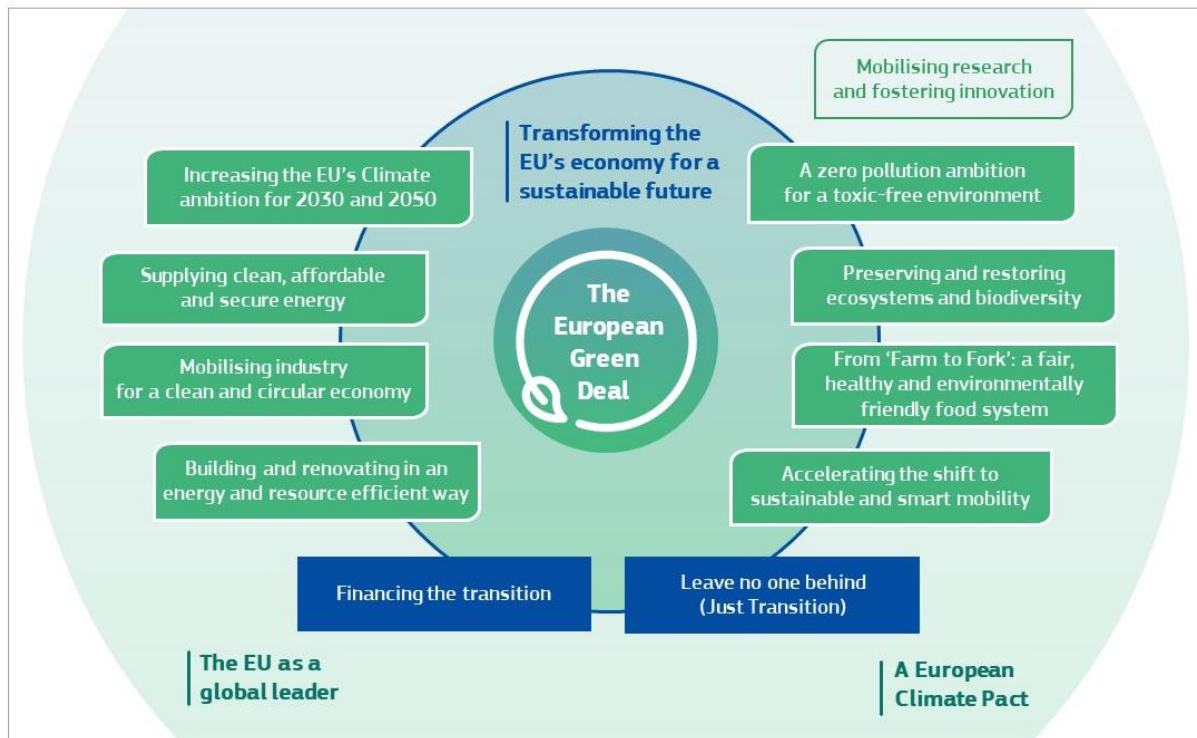 Mobilising research
and fostering innovation
Transforming the
EU’s economy for a
sustainable future
Increasing the EU’s Climate
ambition for 2030 and 2050
A zero pollution ambition
for a toxic-free environment
Supplying clean, affordable
and secure energy
Preserving and restoring
ecosystems and biodiversity
The
European
Green
Deal
Mobilising industry
for a clean and circular economy
From ‘Farm to Fork’: a fair,
healthy and environmentally
friendly food system
Building and renovating in an
energy and resource efficient way
Accelerating the shift to
sustainable and smart mobility
Financing the transition
Leave no one behind
(Just Transition)
The EU as a
global leader
A European
Climate Pact